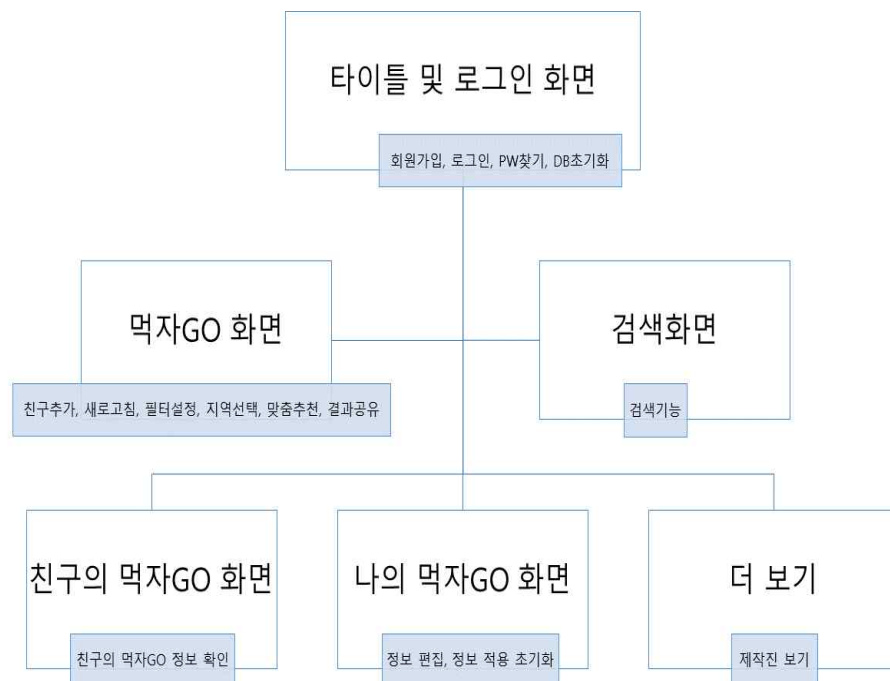 타이틀 및 로그인 화면
회원가입, 로그인, PW찾기, DB초기화
먹자GO 화면
친구추가, 새로고침, 필터설정, 지역선택, 맞춤추천, 결과공유
검색화면
검색기능
친구의 먹자GO 화면
친구의 먹자GO 정보 확인
나의 먹자GO 화면
정보 편집, 정보 적용 초기화
더 보기
제작진 보기